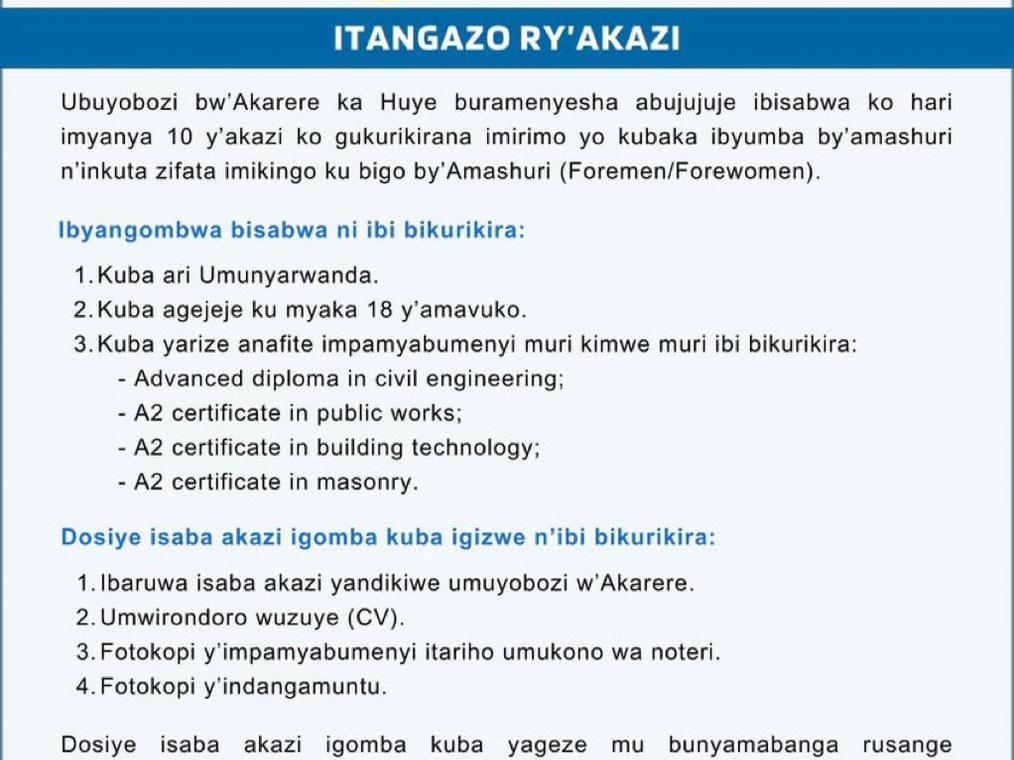 ITANGAZO RY'AKAZI
Ubuyobozi bw'Akarere ka Huye buramenyesha abujujuje ibisabwa ko hari
imyanya 10 y'akazi ko gukurikirana imirimo yo kubaka ibyumba by'amashuri
n'inkuta zifata imikingo ku bigo by'Amashuri (Foremen/Forewomen).
Ibyangombwa bisabwa ni ibi bikurikira:
1. Kuba ari Umunyarwanda.
2. Kuba agejeje ku myaka 18 y'amavuko.
3. Kuba yarize anafite impamyabumenyi muri kimwe muri ibi bikurikira:
- Advanced diploma in civil engineering;
- A2 certificate in public works;
- A2 certificate in building technology;
- A2 certificate in masonry.
Dosiye isaba akazi igomba kuba igizwe n'ibi bikurikira:
1. Ibaruwa isaba akazi yandikiwe umuyobozi w'Akarere.
2. Umwirondoro wuzuye (CV).
3. Fotokopi y'impamyabumenyi itariho umukono wa noteri.
4. Fotokopi y'indangamuntu.
Dosiye isaba akazi igomba kuba yageze mu bunyamabanga rusange